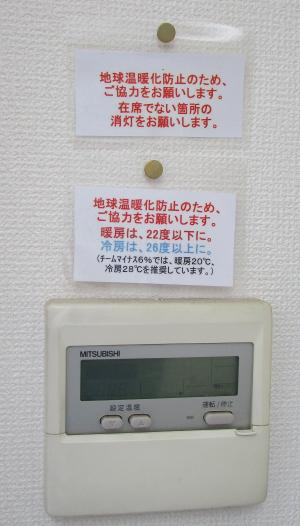 地球温暖化防止のため、
ご協力をお願いします。
在席でない箇所の
消灯をお願いします。
地球温暖化防止のため、
ご協力をお願いします。
暖房は、22度以下に。
冷房は、26度以上に。
(チームマイナス6%では、暖房20℃、
冷房28℃を推奨しています。)
MITSUBISHI
設定温度
運転/停止